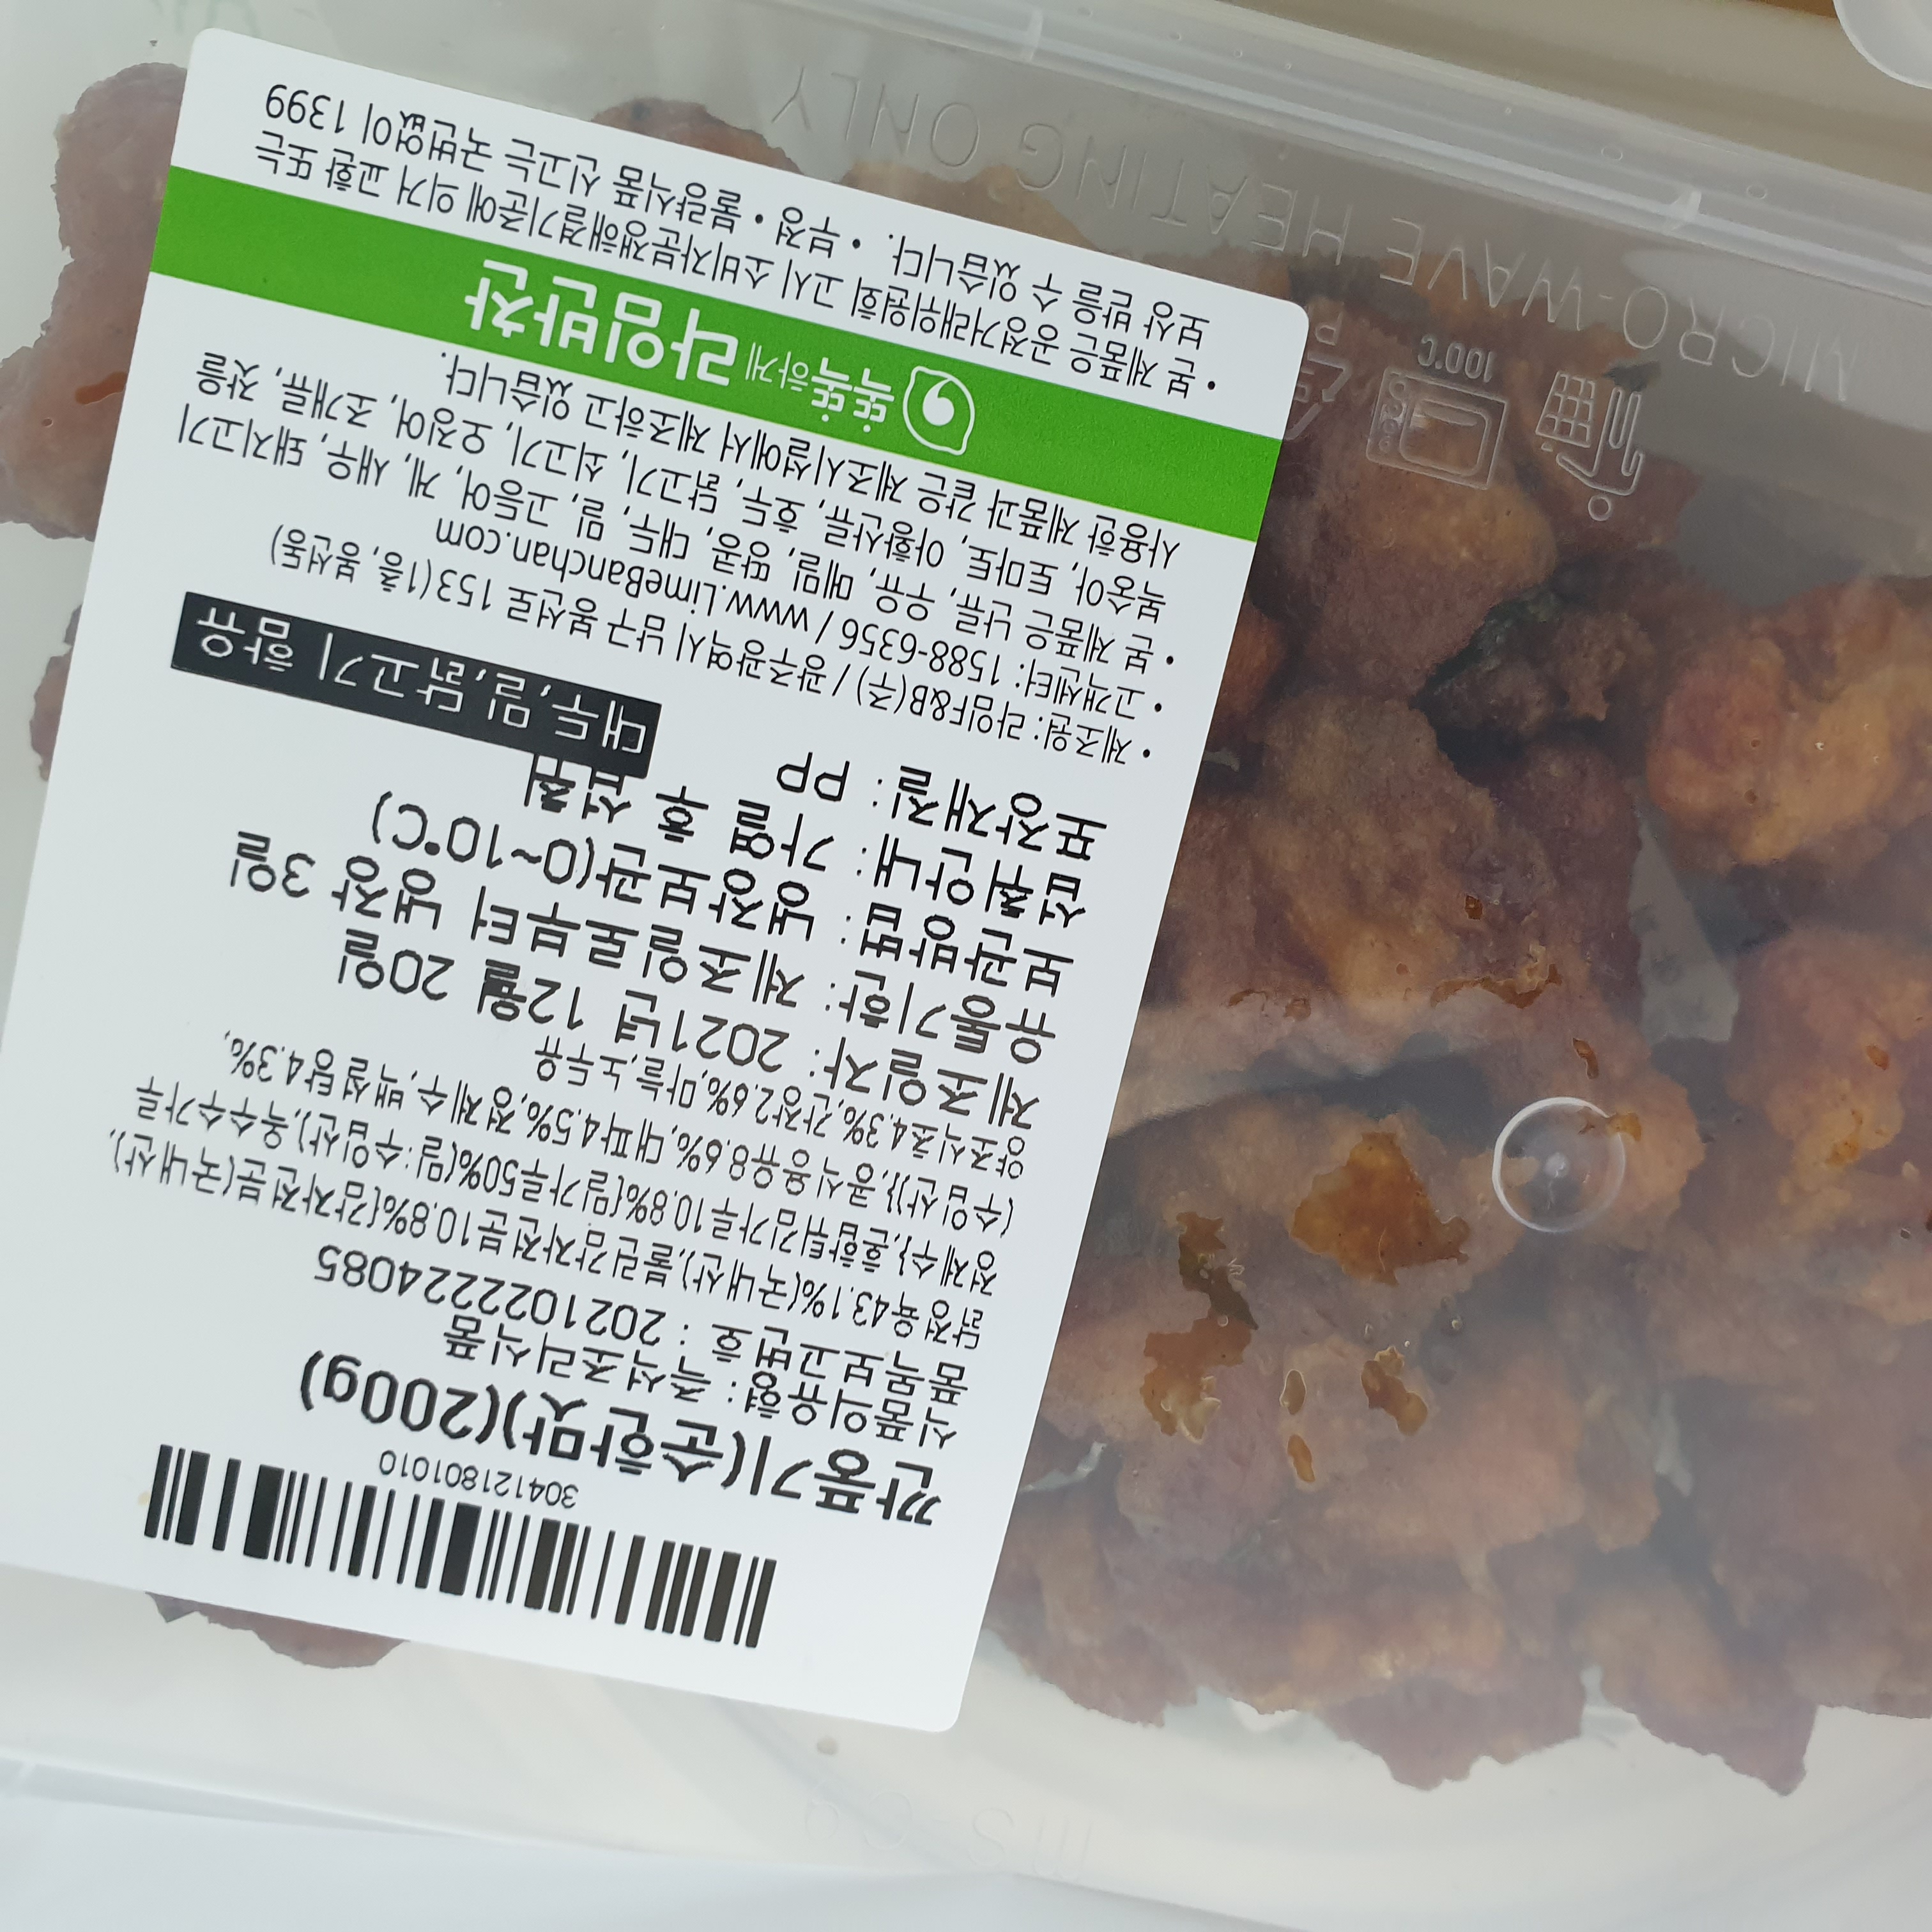 304121801010
깐풍기(순한맛)(200g)
식품의유형: 즉석조리식품
품목보고번호 : 2021022224085
닭정육43.1%(국내산),불린감자전분10.8%{감자전분(국내산),
정제수},혼합튀김가루10.8%{밀가루50%(밀:수입산),옥수수가루
(수입산)},콩식용유8.6%,대파4.5%,정제수,백설탕4.3%,
양조식초4.3%,간장2.6%,마늘,노두유
제조일자: 2021년 12월 20일
유통기한: 제조일로부터 냉장 3일
보관방법: 냉장보관(0~10°C)
섭취안내: 가열 후 섭취
포장재질: PP
대두,밀,닭고기 함유
• 제조원: 라임F&B(주) / 광주광역시 남구 봉선로 153(1층, 봉선동)
• 고객센터: 1588-6356 / www.LimeBanchan.com
• 본 제품은 난류, 우유, 메밀, 땅콩, 대두, 밀, 고등어, 게, 새우, 돼지고기
복숭아, 토마토, 아황산류, 호두, 닭고기, 쇠고기, 오징어, 조개류, 잣을
사용한 제품과 같은 제조시설에서 제조하고 있습니다.
똑똑하게 라임반찬
• 본 제품은 공정거래위원회 고시 소비자분쟁해결기준에 의거 교환 또는
보상 받을 수 있습니다. • 부정 • 불량식품 신고는 국번없이 1399
MICRO-WAVE HEATING ONLY
100°C